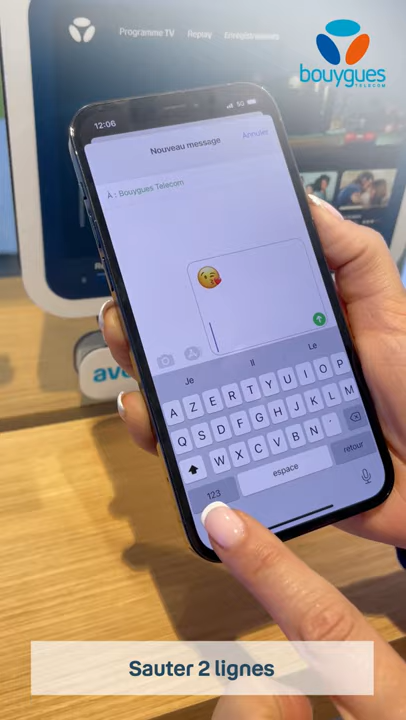 Programme TV Replay Enregistrements
bouygues
TELECOM
12:06
5G
Nouveau message
Annuler
À : Bouygues Telecom
Je Il Le
A Z E R T Y U I O P
Q S D F G H J K L M
W X C V B N '
123 espace retour
Sauter 2 lignes